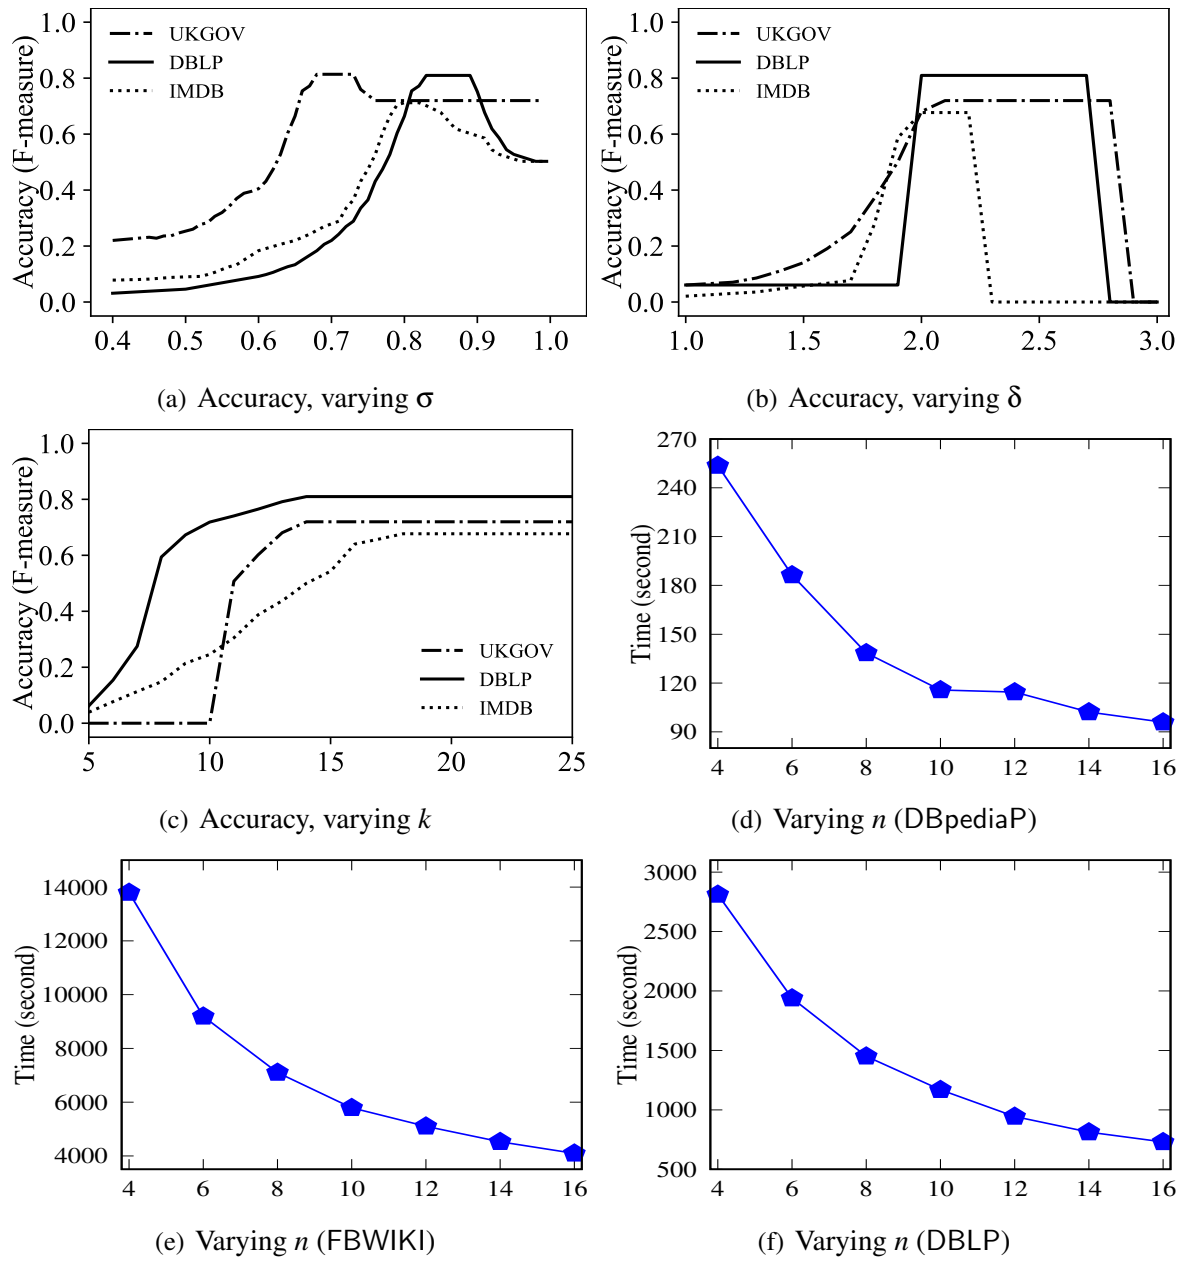 1.0
0.8
0.6
0.4
0.2
0.0
Accuracy (F-measure)
UKGOV
DBLP
IMDB
0.4 0.5 0.6 0.7 0.8 0.9 1.0
(a) Accuracy, varying σ
1.0
0.8
0.6
0.4
0.2
0.0
Accuracy (F-measure)
UKGOV
DBLP
IMDB
1.0 1.5 2.0 2.5 3.0
(b) Accuracy, varying δ
1.0
0.8
0.6
0.4
0.2
0.0
Accuracy (F-measure)
UKGOV
DBLP
IMDB
5 10 15 20 25
(c) Accuracy, varying k
270
240
210
180
150
120
90
Time (second)
4 6 8 10 12 14 16
(d) Varying n (DBpediaP)
14000
12000
10000
8000
6000
4000
Time (second)
4 6 8 10 12 14 16
(e) Varying n (FBWIKI)
3000
2500
2000
1500
1000
500
Time (second)
4 6 8 10 12 14 16
(f) Varying n (DBLP)